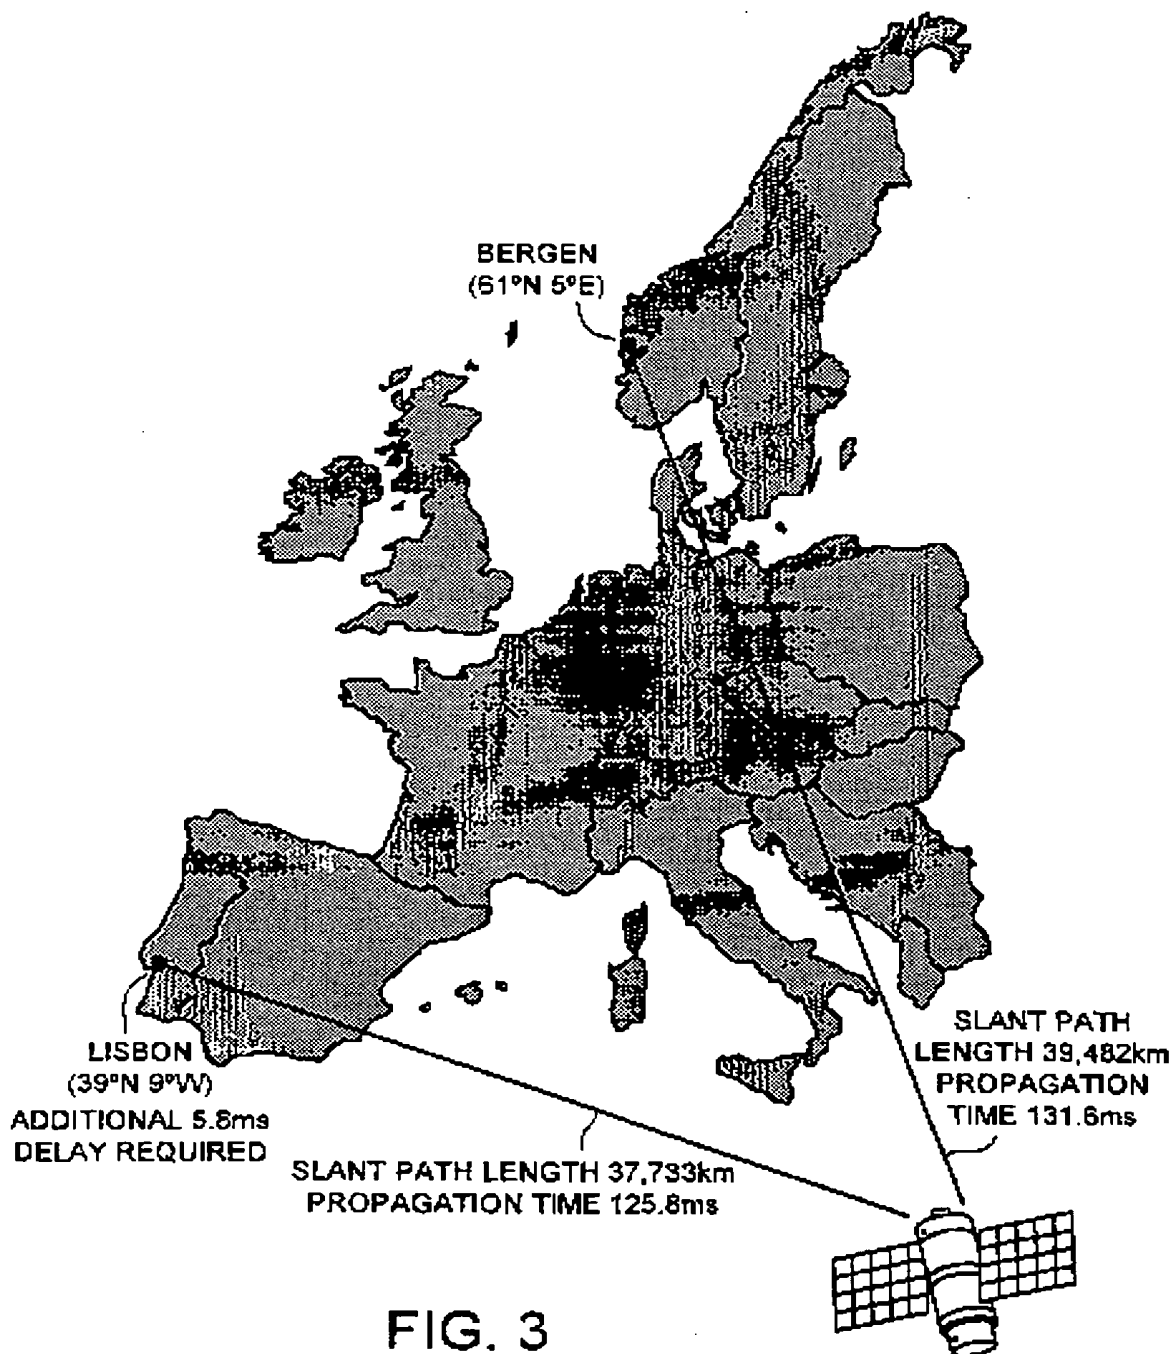 BERGEN
(61°N 5°E)
LISBON
(39°N 9°W)
ADDITIONAL 5.8ms
DELAY REQUIRED
SLANT PATH LENGTH 37,733km
PROPAGATION TIME 125.8ms
SLANT PATH
LENGTH 39,482km
PROPAGATION
TIME 131.6ms
FIG. 3